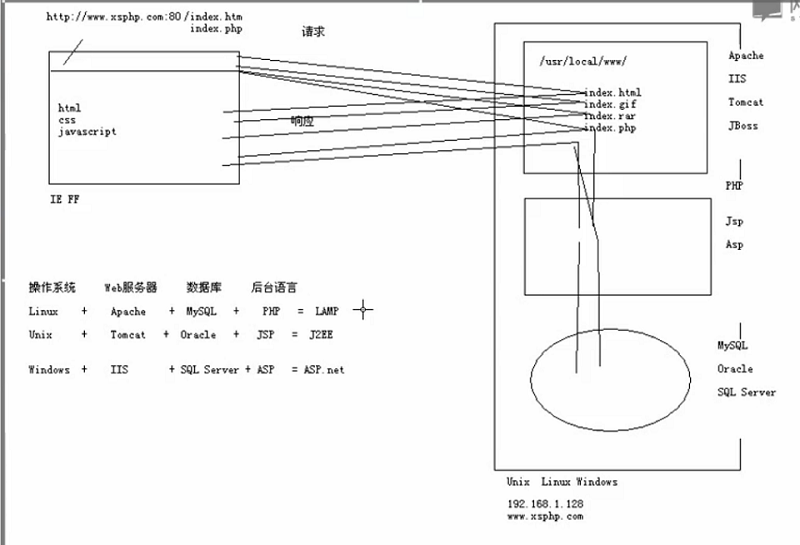 http://www.xsphp.com:80/index.htm
index.php
请求
html
css
javascript
响应
IE FF
/usr/local/www/
index.html
index.gif
index.rar
index.php
Apache
IIS
Tomcat
JBoss
PHP
Jsp
Asp
MySQL
Oracle
SQL Server
操作系统 Web服务器 数据库 后台语言
Linux + Apache + MySQL + PHP = LAMP
Unix + Tomcat + Oracle + JSP = J2EE
Windows + IIS + SQL Server + ASP = ASP.net
Unix Linux Windows
192.168.1.128
www.xsphp.com